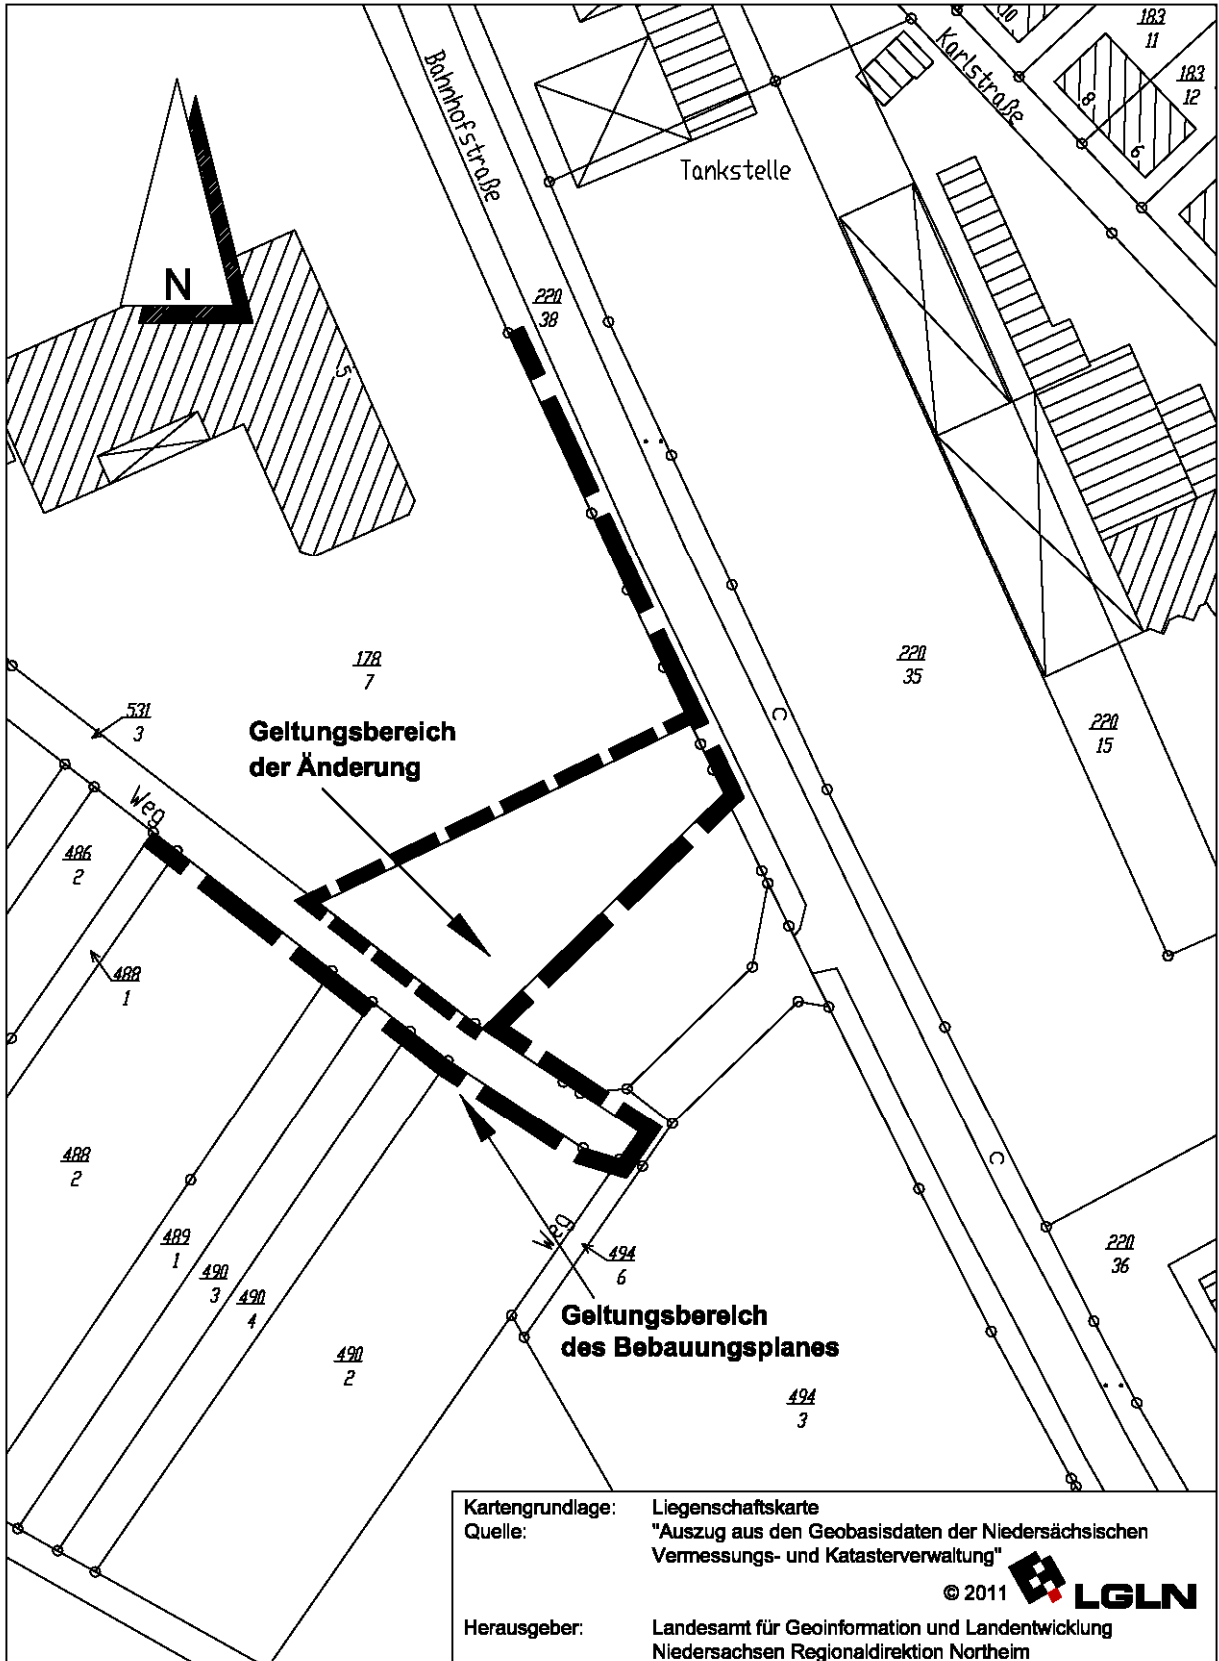 183
11
183
12
10
8
6
Karlstraße
Bahnhofstraße
Tankstelle
N
220
38
5
178
7
220
35
220
15
531
3
Geltungsbereich
der Änderung
Weg
486
2
488
1
488
2
489
1
490
3
490
4
490
2
Weg
494
6
220
36
Geltungsbereich
des Bebauungsplanes
494
3
Kartengrundlage: Liegenschaftskarte
Quelle: "Auszug aus den Geobasisdaten der Niedersächsischen
Vermessungs- und Katasterverwaltung"
© 2011 LGLN
Herausgeber: Landesamt für Geoinformation und Landentwicklung
Niedersachsen Regionaldirektion Northeim